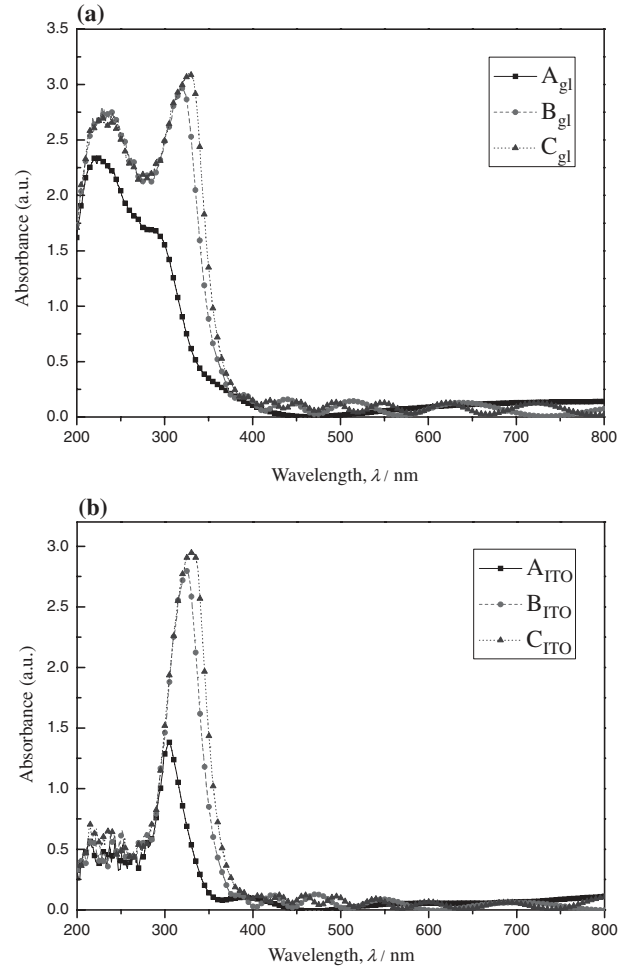 (a)
3.5
3.0
2.5
2.0
1.5
1.0
0.5
0.0
Absorbance (a.u.)
A_gl
B_gl
C_gl
200 300 400 500 600 700 800
Wavelength, λ / nm
(b)
3.0
2.5
2.0
1.5
1.0
0.5
0.0
Absorbance (a.u.)
A_ITO
B_ITO
C_ITO
200 300 400 500 600 700 800
Wavelength, λ / nm